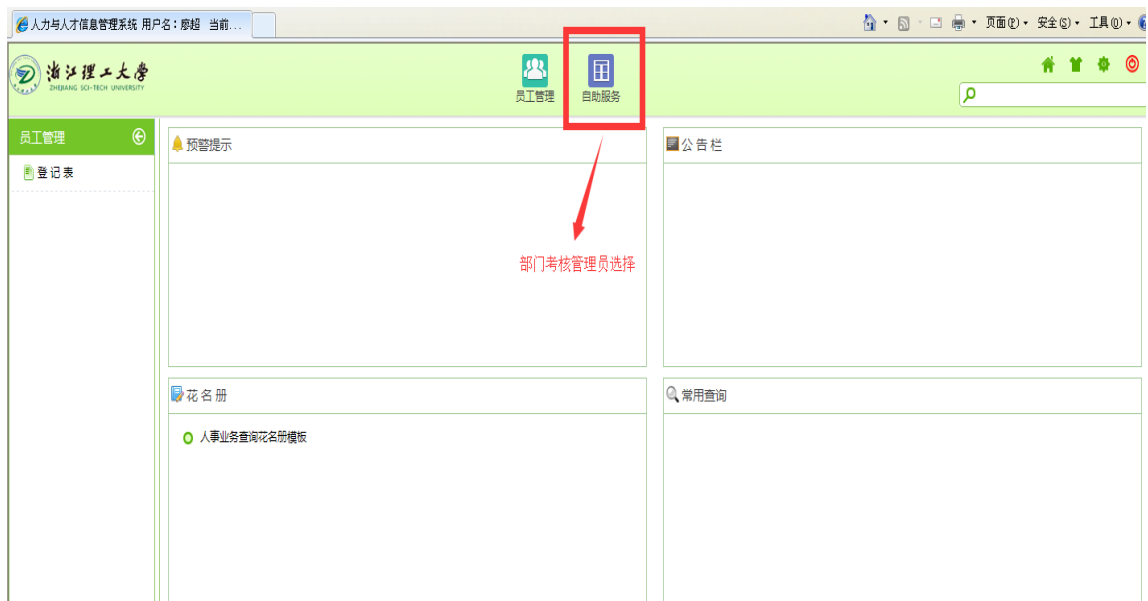 人力与人才信息管理系统 用户名：廖超 当前...
页面(P) 安全(S) 工具(O)
浙江理工大学
ZHEJIANG SCI-TECH UNIVERSITY
员工管理 自助服务
员工管理
登记表
预警提示
公告栏
部门考核管理员选择
花名册
人事业务查询花名册模板
常用查询